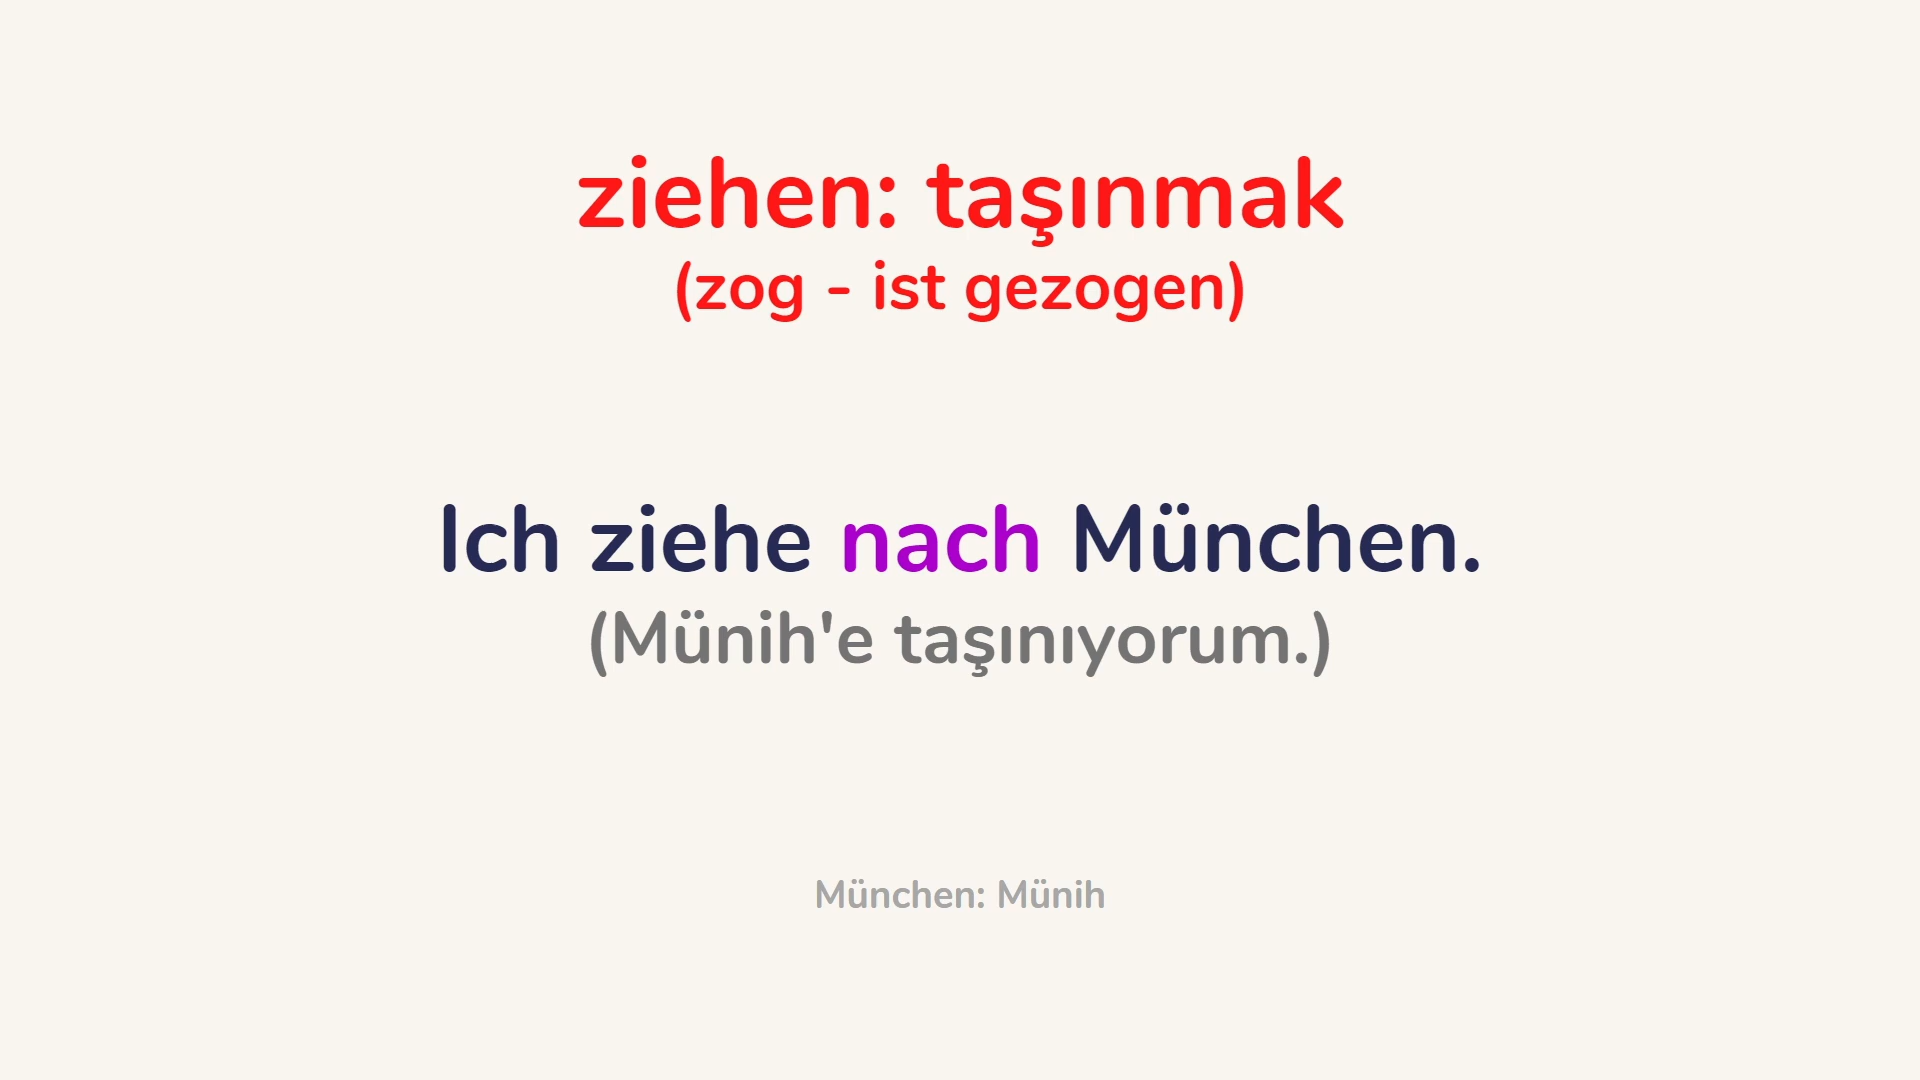 ziehen: taşınmak
(zog - ist gezogen)
Ich ziehe nach München.
(Münih'e taşınıyorum.)
München: Münih